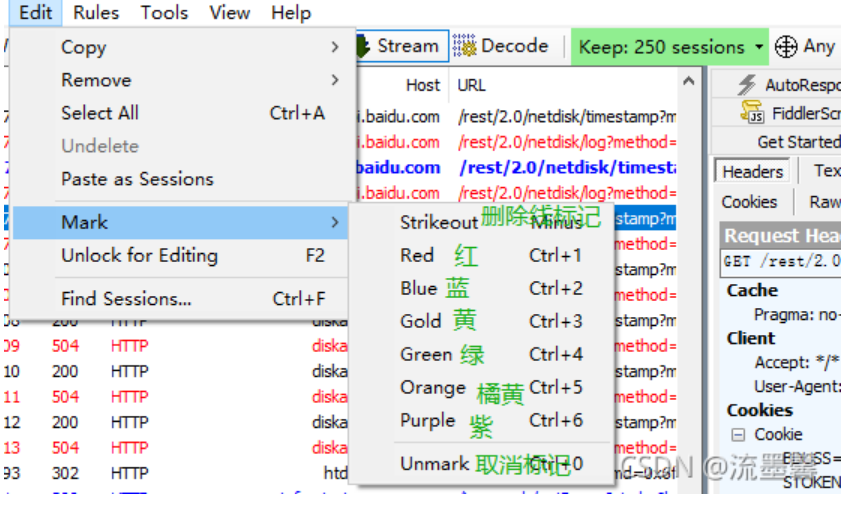 Edit Rules Tools View Help
Copy
Remove
Select All Ctrl+A
Undelete
Paste as Sessions
Mark
Unlock for Editing F2
Find Sessions... Ctrl+F
Stream Decode Keep: 250 sessions Any
Host URL
i.baidu.com /rest/2.0/netdisk/timestamp?m
i.baidu.com /rest/2.0/netdisk/log?method=
baidu.com /rest/2.0/netdisk/timest
i.baidu.com /rest/2.0/netdisk/log?method=
stamp?m
method=
stamp?m
method=
Strikeout 删除线标记 Minus
Red 红 Ctrl+1
Blue 蓝 Ctrl+2
Gold 黄 Ctrl+3
Green 绿 Ctrl+4
Orange 橘黄 Ctrl+5
Purple 紫 Ctrl+6
Unmark 取消标记 Ctrl+0
08 200 HTTP diska stamp?m
09 504 HTTP diska method=
10 200 HTTP diska stamp?m
11 504 HTTP diska method=
12 200 HTTP diska stamp?m
13 504 HTTP diska method=
93 302 HTTP htd
AutoRespo
FiddlerScr
Get Started
Headers Tex
Cookies Raw
Request Hea
GET /rest/2.0
Cache
Pragma: no-
Client
Accept: */*
User-Agent:
Cookies
Cookie
BDUSS=
STOKEN
CSDN @流墨馨